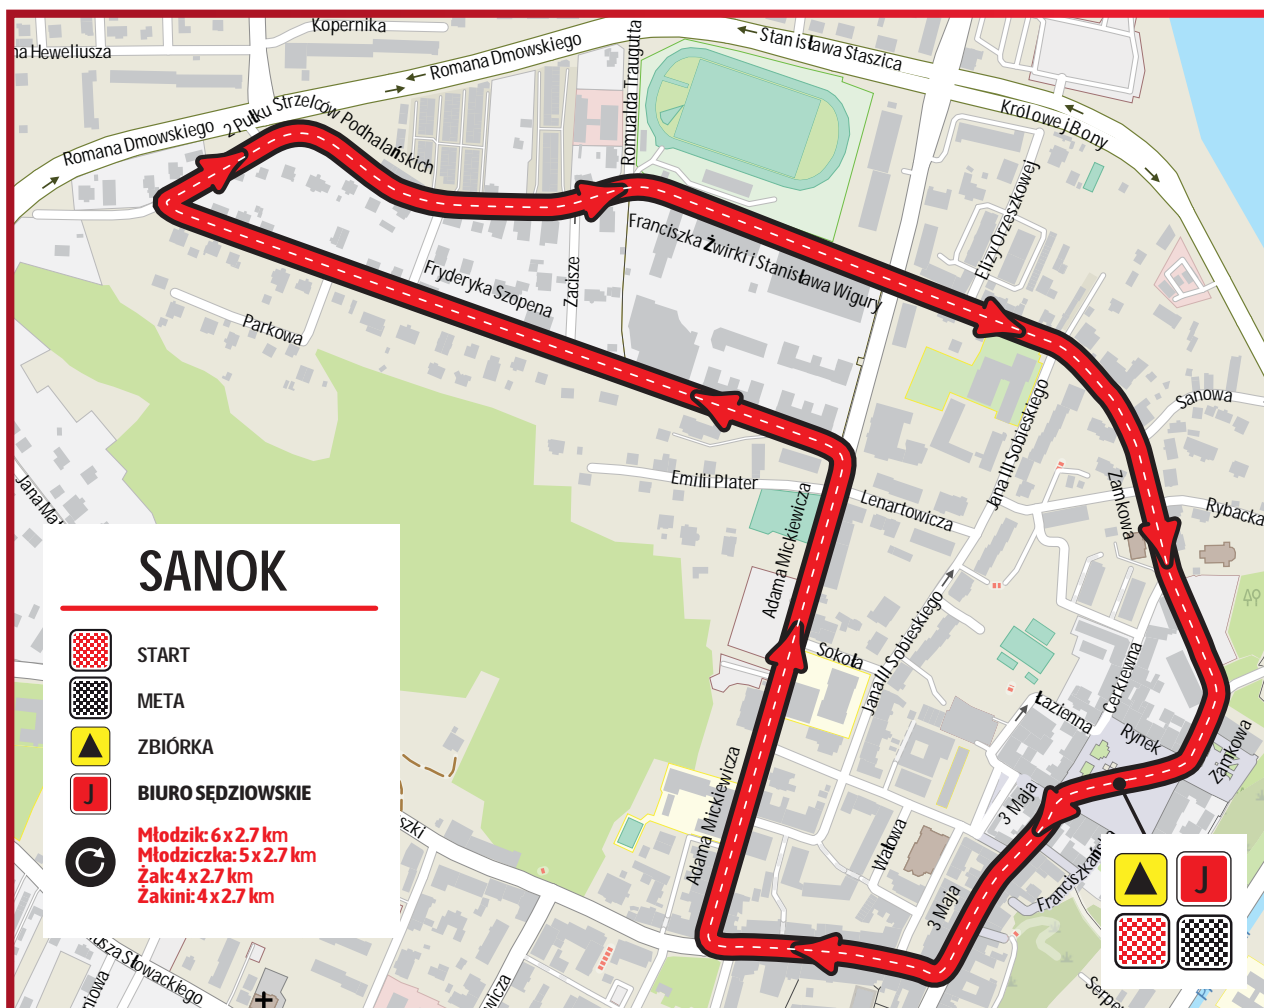 Kopernika
na Heweliusza
Romana Dmowskiego
Stanisława Staszica
Romualda Traugutta
Królowej Bony
Romana Dmowskiego
2 Pułku Strzelców Podhalańskich
Elizy Orzeszkowej
Franciszka Żwirki i Stanisława Wigury
Fryderyka Szopena
Zacisze
Parkowa
Sanowa
Jana III Sobieskiego
Emilii Plater
Lenartowicza
Zamkowa
Rybacka
Adama Mickiewicza
Sokoła
Jana III Sobieskiego
Cerkiewna
Łazienna
Rynek
Zamkowa
3 Maja
Adama Mickiewicza
Wałowa
Franciszkańska
3 Maja
SANOK
START
META
ZBIÓRKA
J
BIURO SĘDZIOWSKIE
Młodzik: 6 x 2.7 km
Młodziczka: 5 x 2.7 km
Żak: 4 x 2.7 km
Żakini: 4 x 2.7 km
J
usza Słowackiego
wicza
szki